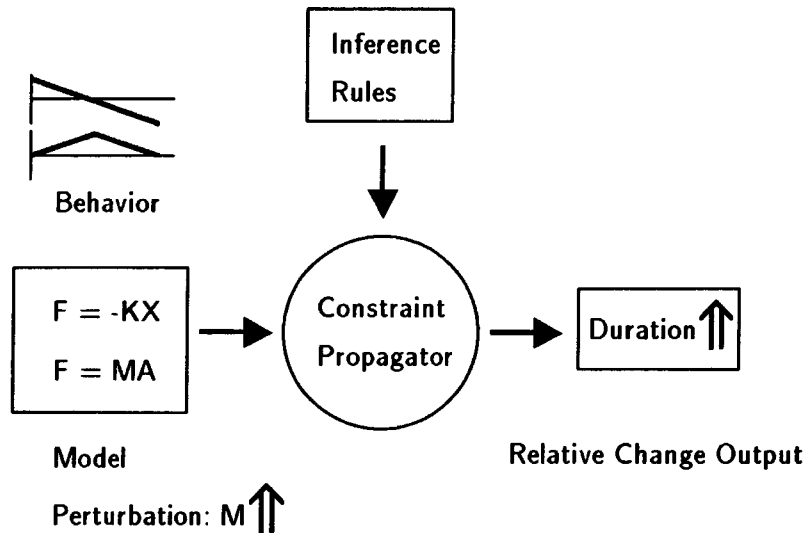 Inference
Rules
Behavior
F = -KX
F = MA
Constraint
Propagator
Duration ⇑
Model
Relative Change Output
Perturbation: M ⇑